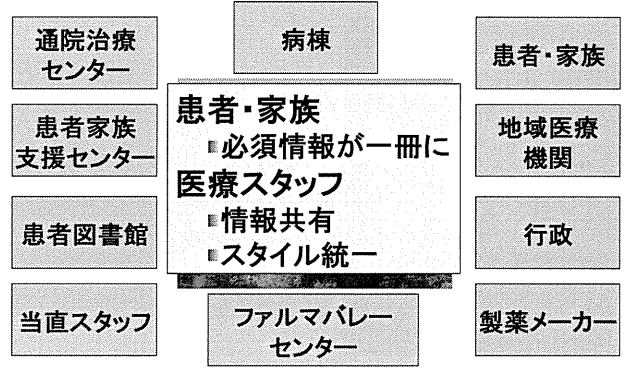 通院治療
センター
病棟
患者・家族
患者家族
支援センター
患者・家族
必須情報が一冊に
医療スタッフ
情報共有
スタイル統一
地域医療
機関
患者図書館
行政
当直スタッフ
ファルマバレー
センター
製薬メーカー